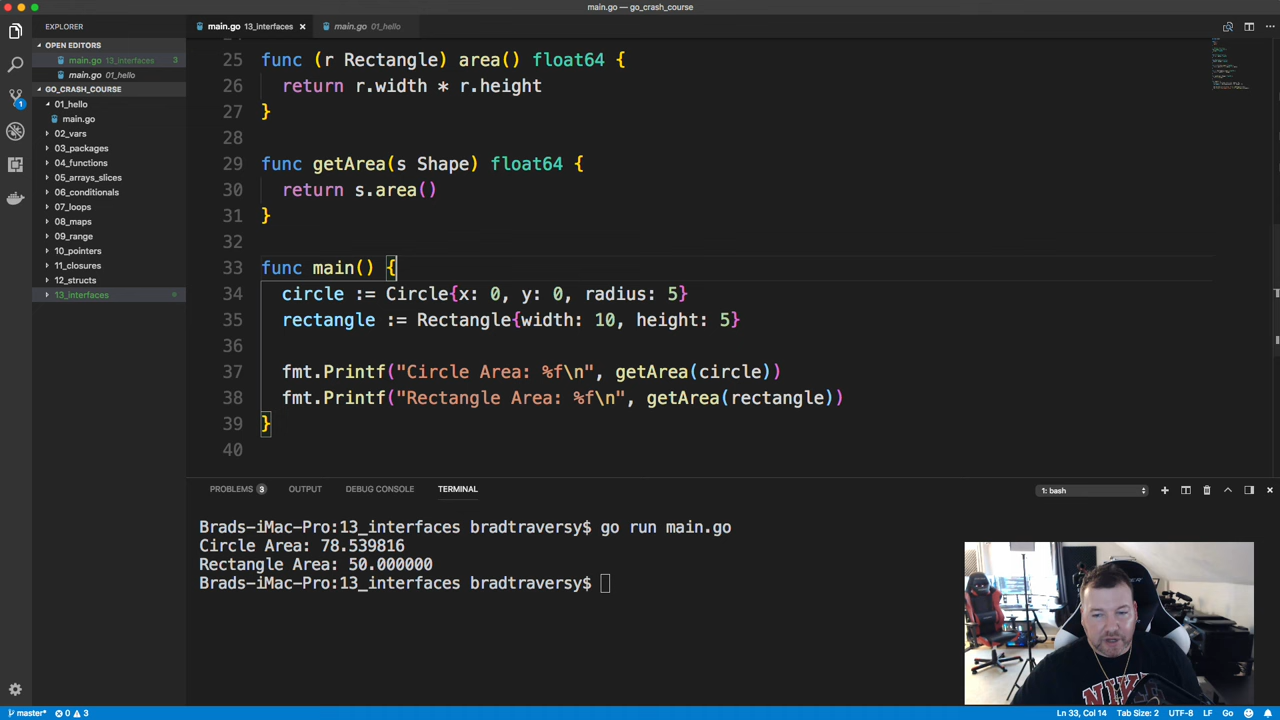 main.go — go_crash_course
EXPLORER
main.go 13_interfaces
main.go 01_hello
OPEN EDITORS
main.go 13_interfaces 3
main.go 01_hello
GO_CRASH_COURSE
01_hello
main.go
02_vars
03_packages
04_functions
05_arrays_slices
06_conditionals
07_loops
08_maps
09_range
10_pointers
11_closures
12_structs
13_interfaces
1
25 func (r Rectangle) area() float64 {
26 return r.width * r.height
27 }
28
29 func getArea(s Shape) float64 {
30 return s.area()
31 }
32
33 func main() {
34 circle := Circle{x: 0, y: 0, radius: 5}
35 rectangle := Rectangle{width: 10, height: 5}
36
37 fmt.Printf("Circle Area: %f\n", getArea(circle))
38 fmt.Printf("Rectangle Area: %f\n", getArea(rectangle))
39 }
40
PROBLEMS 3 OUTPUT DEBUG CONSOLE TERMINAL
1: bash
Brads-iMac-Pro:13_interfaces bradtraversy$ go run main.go
Circle Area: 78.539816
Rectangle Area: 50.000000
Brads-iMac-Pro:13_interfaces bradtraversy$
master* 0 3
Ln 33, Col 14 Tab Size: 2 UTF-8 LF Go